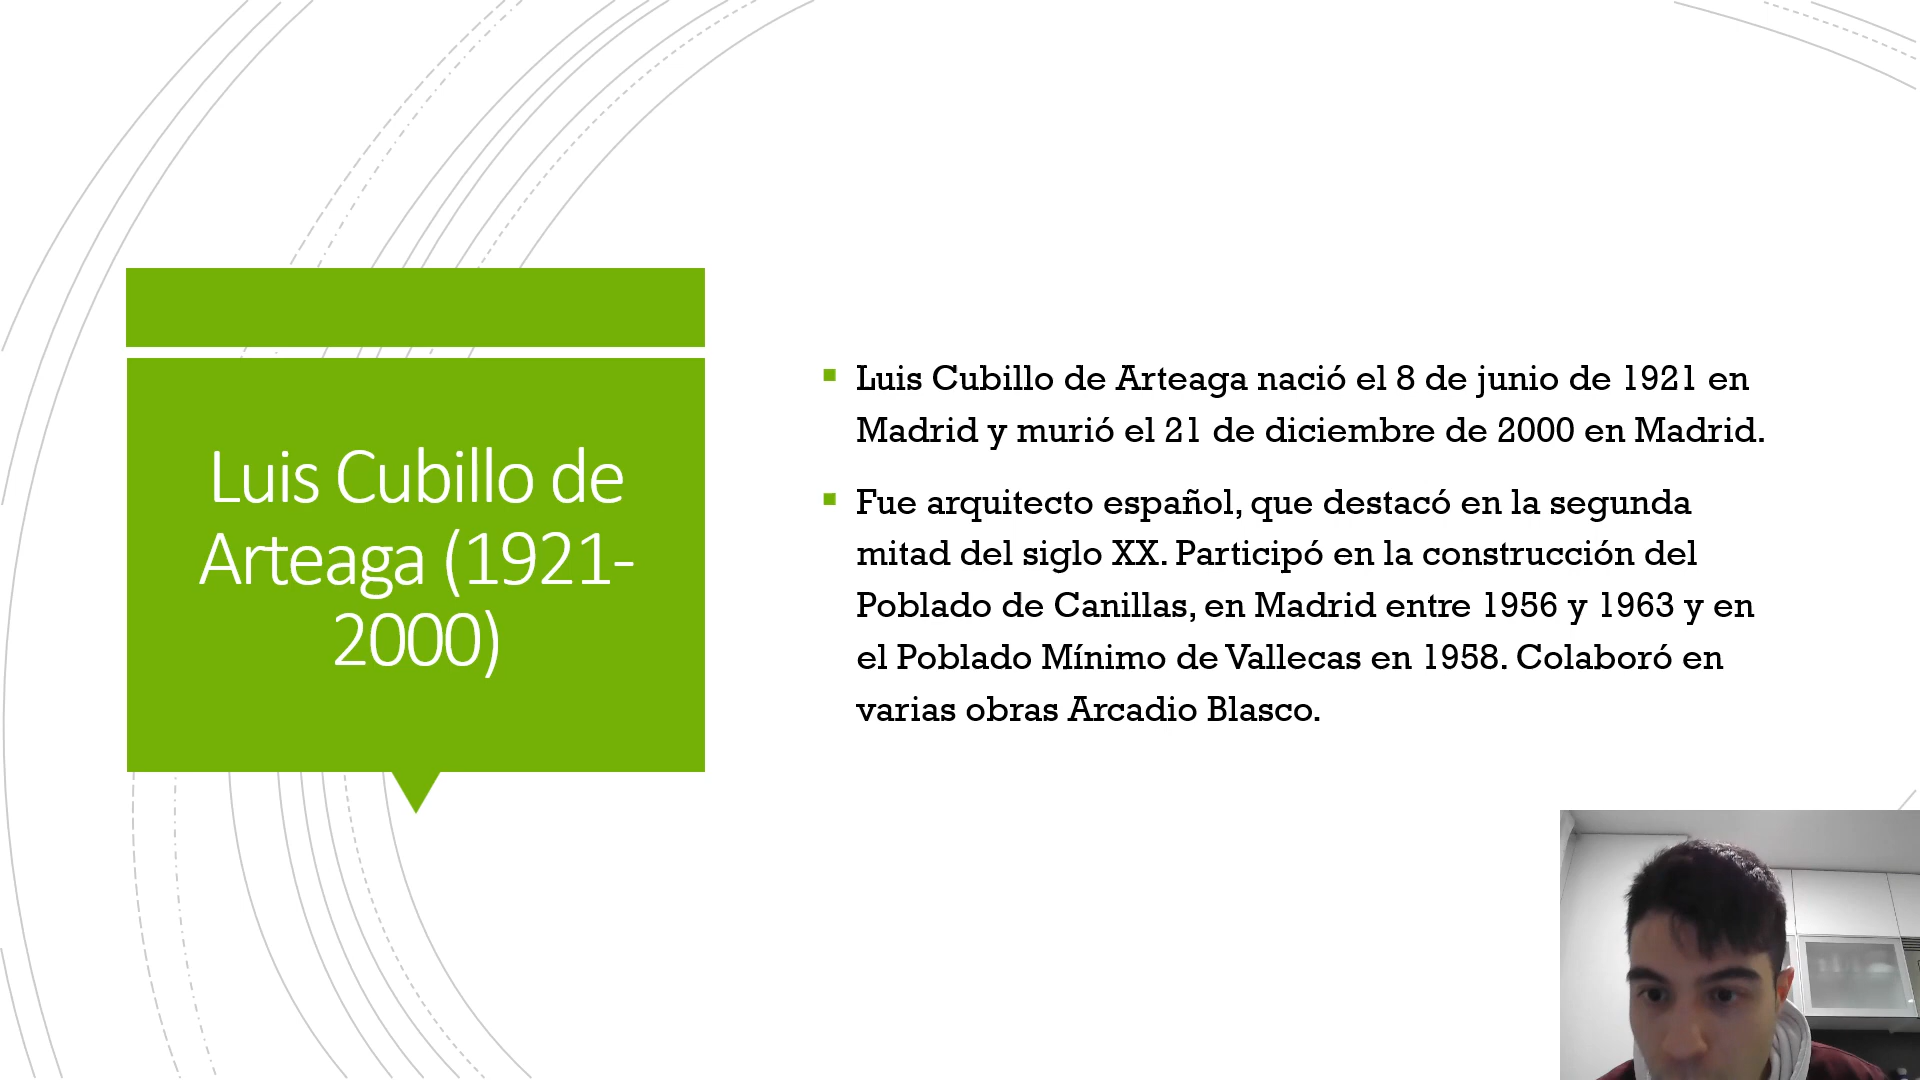 Luis Cubillo de
Arteaga (1921-
2000)
Luis Cubillo de Arteaga nació el 8 de junio de 1921 en
Madrid y murió el 21 de diciembre de 2000 en Madrid.
Fue arquitecto español, que destacó en la segunda
mitad del siglo XX. Participó en la construcción del
Poblado de Canillas, en Madrid entre 1956 y 1963 y en
el Poblado Mínimo de Vallecas en 1958. Colaboró en
varias obras Arcadio Blasco.